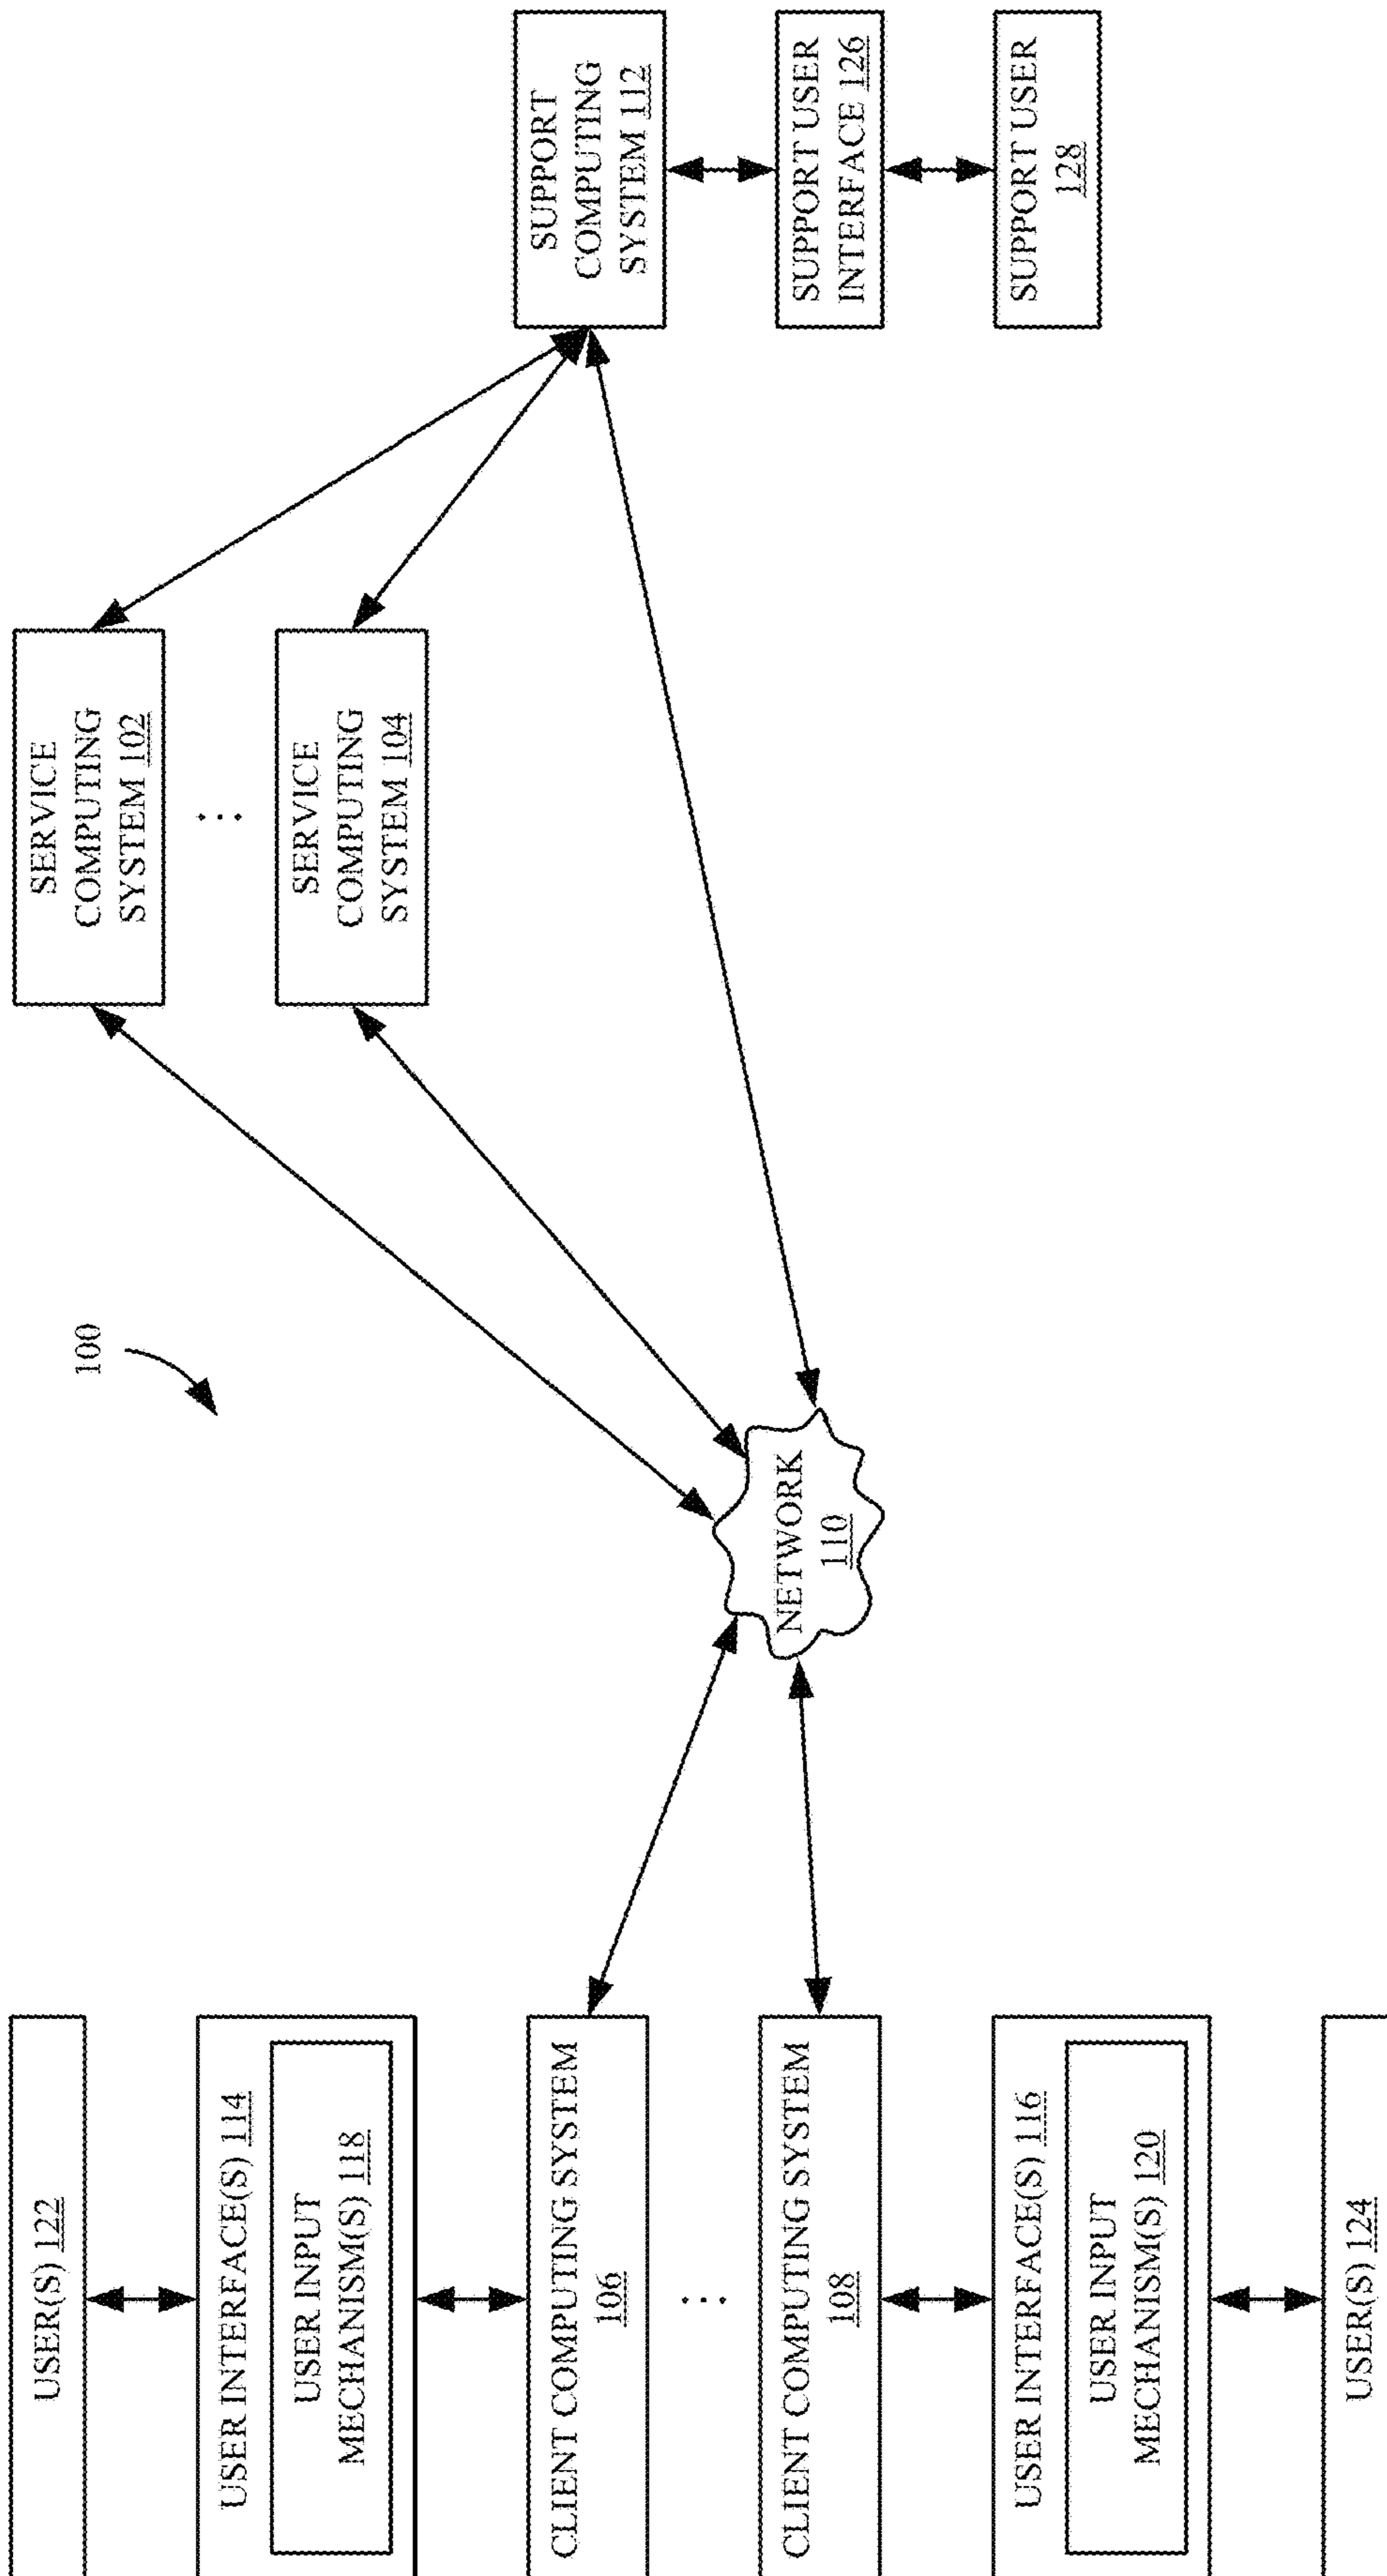 100
USER(S) 122
USER INTERFACE(S) 114
USER INPUT
MECHANISM(S) 118
CLIENT COMPUTING SYSTEM
106
...
CLIENT COMPUTING SYSTEM
108
USER INTERFACE(S) 116
USER INPUT
MECHANISM(S) 120
USER(S) 124
NETWORK
110
SERVICE
COMPUTING
SYSTEM 102
...
SERVICE
COMPUTING
SYSTEM 104
SUPPORT
COMPUTING
SYSTEM 112
SUPPORT USER
INTERFACE 126
SUPPORT USER
128